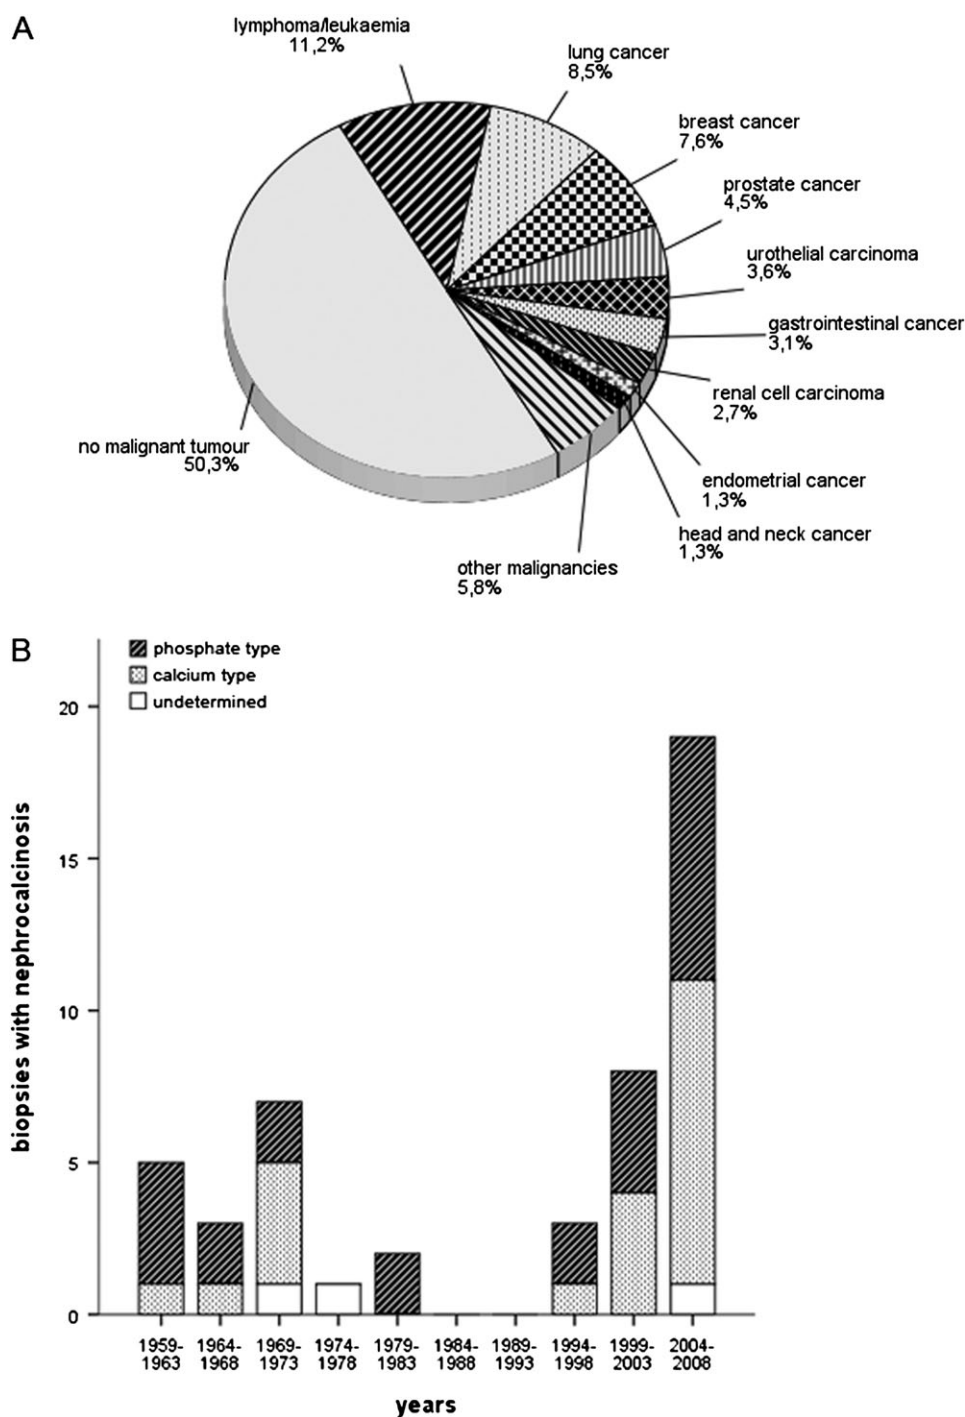 A
lymphoma/leukaemia
11,2%
lung cancer
8,5%
breast cancer
7,6%
prostate cancer
4,5%
urothelial carcinoma
3,6%
gastrointestinal cancer
3,1%
renal cell carcinoma
2,7%
no malignant tumour
50,3%
endometrial cancer
1,3%
head and neck cancer
1,3%
other malignancies
5,8%
B
phosphate type
calcium type
undetermined
biopsies with nephrocalcinosis
20
15
10
5
0
1959-
1963
1964-
1968
1969-
1973
1974-
1978
1979-
1983
1984-
1988
1989-
1993
1994-
1998
1999-
2003
2004-
2008
years